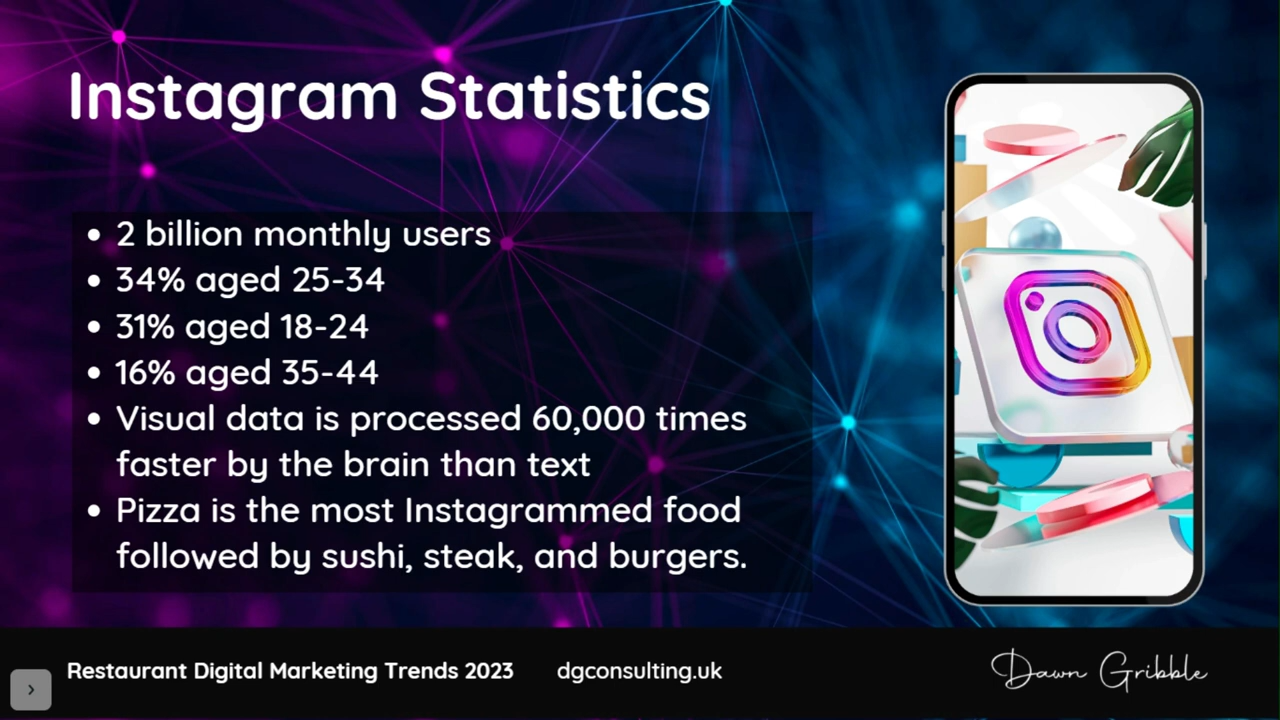 Instagram Statistics
• 2 billion monthly users
• 34% aged 25-34
• 31% aged 18-24
• 16% aged 35-44
• Visual data is processed 60,000 times
faster by the brain than text
• Pizza is the most Instagrammed food
followed by sushi, steak, and burgers.
Restaurant Digital Marketing Trends 2023 dgconsulting.uk
Dawn Gribble